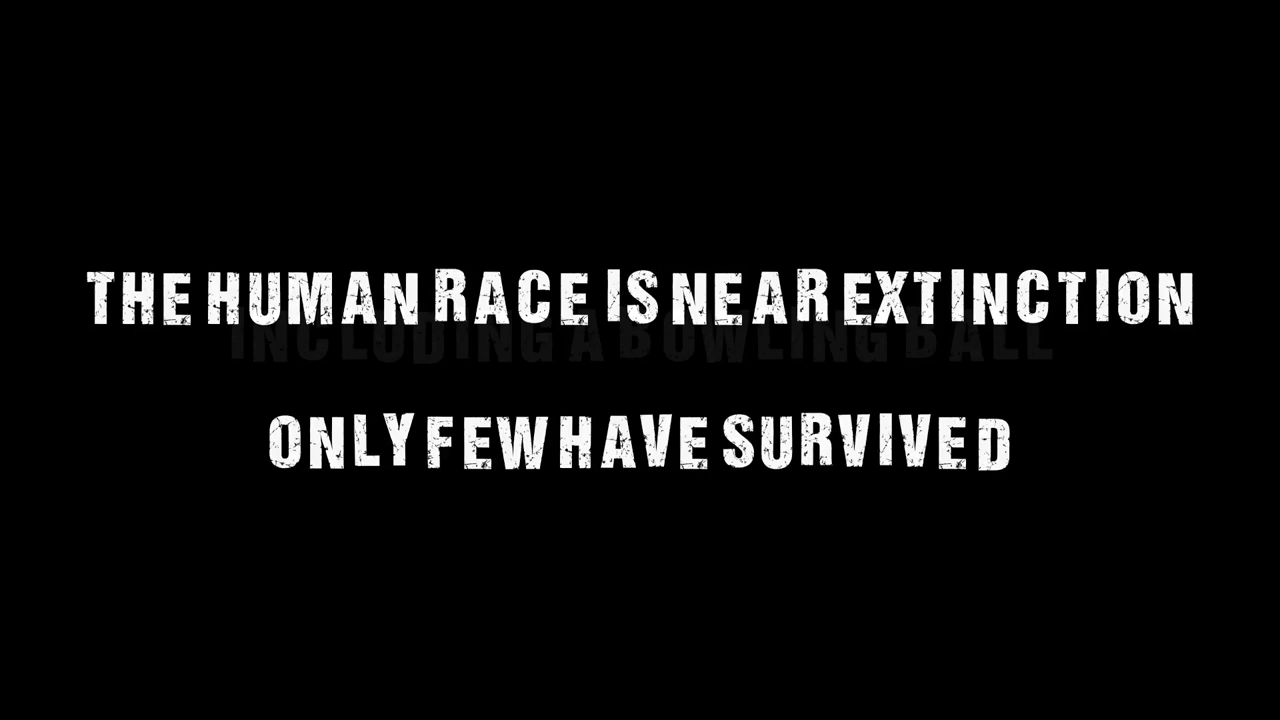 THE HUMAN RACE IS NEAR EXTINCTION
INCLUDING A BOWLING BALL
ONLY FEW HAVE SURVIVED